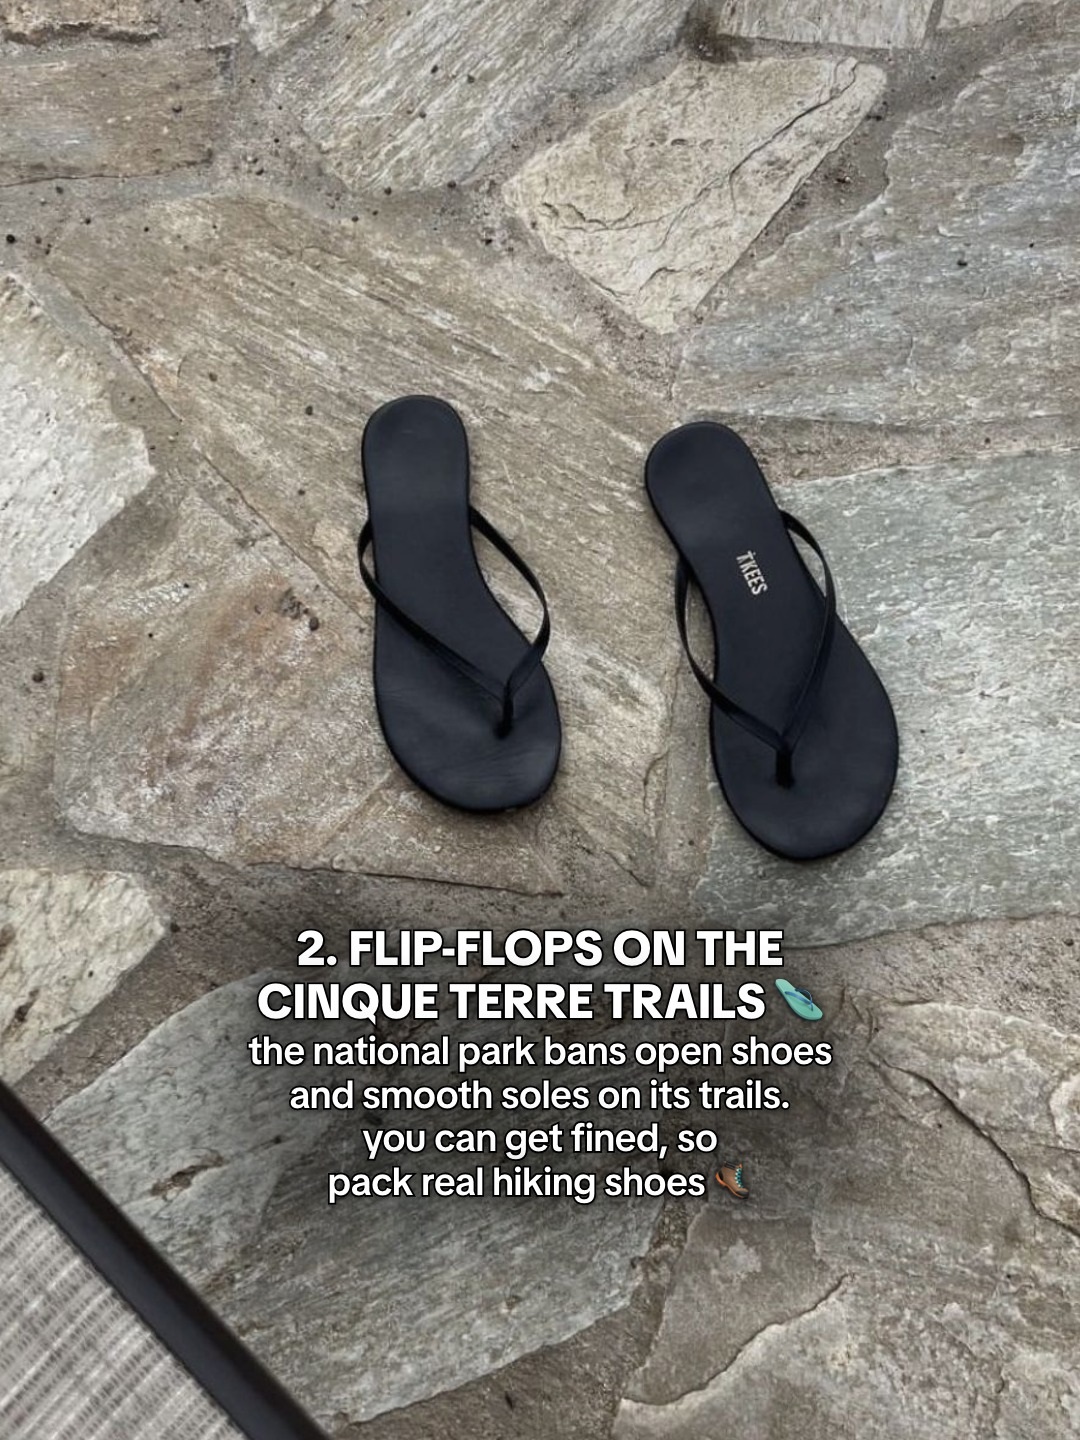 TKEES
2. FLIP-FLOPS ON THE
CINQUE TERRE TRAILS 🩴
the national park bans open shoes
and smooth soles on its trails.
you can get fined, so
pack real hiking shoes 🥾